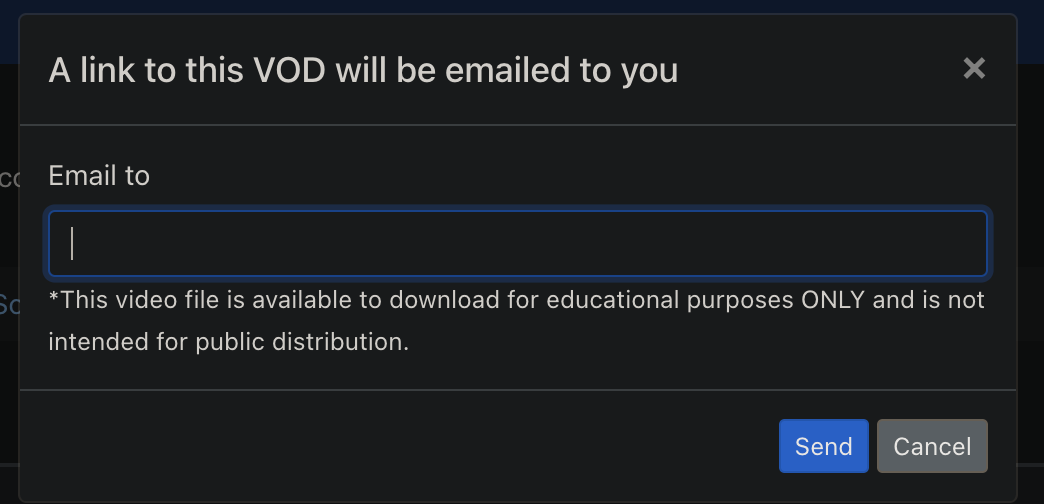 A link to this VOD will be emailed to you
×
Email to
*This video file is available to download for educational purposes ONLY and is not
intended for public distribution.
Send Cancel